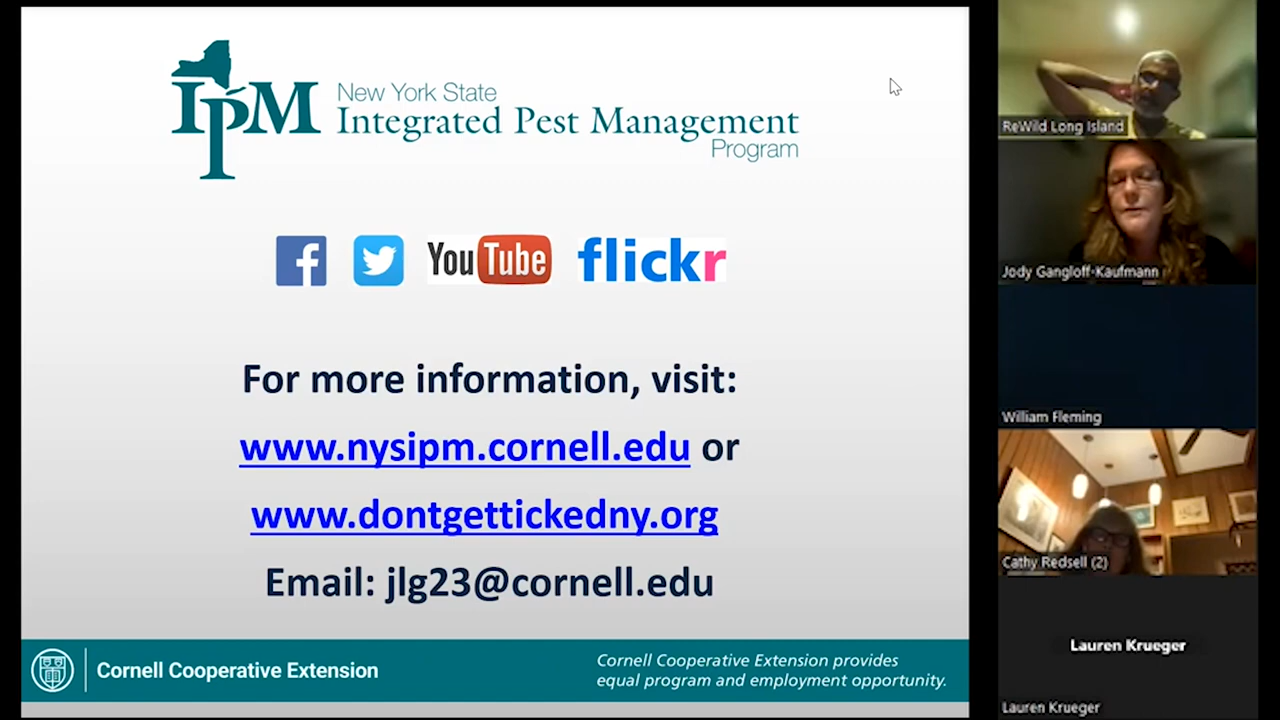 IPM
New York State
Integrated Pest Management
Program
f
YouTube
flickr
For more information, visit:
www.nysipm.cornell.edu or
www.dontgettickedny.org
Email: jlg23@cornell.edu
Cornell Cooperative Extension
Cornell Cooperative Extension provides
equal program and employment opportunity.
ReWild Long Island
Jody Gangloff-Kaufmann
William Fleming
Cathy Redsell (2)
Lauren Krueger
Lauren Krueger